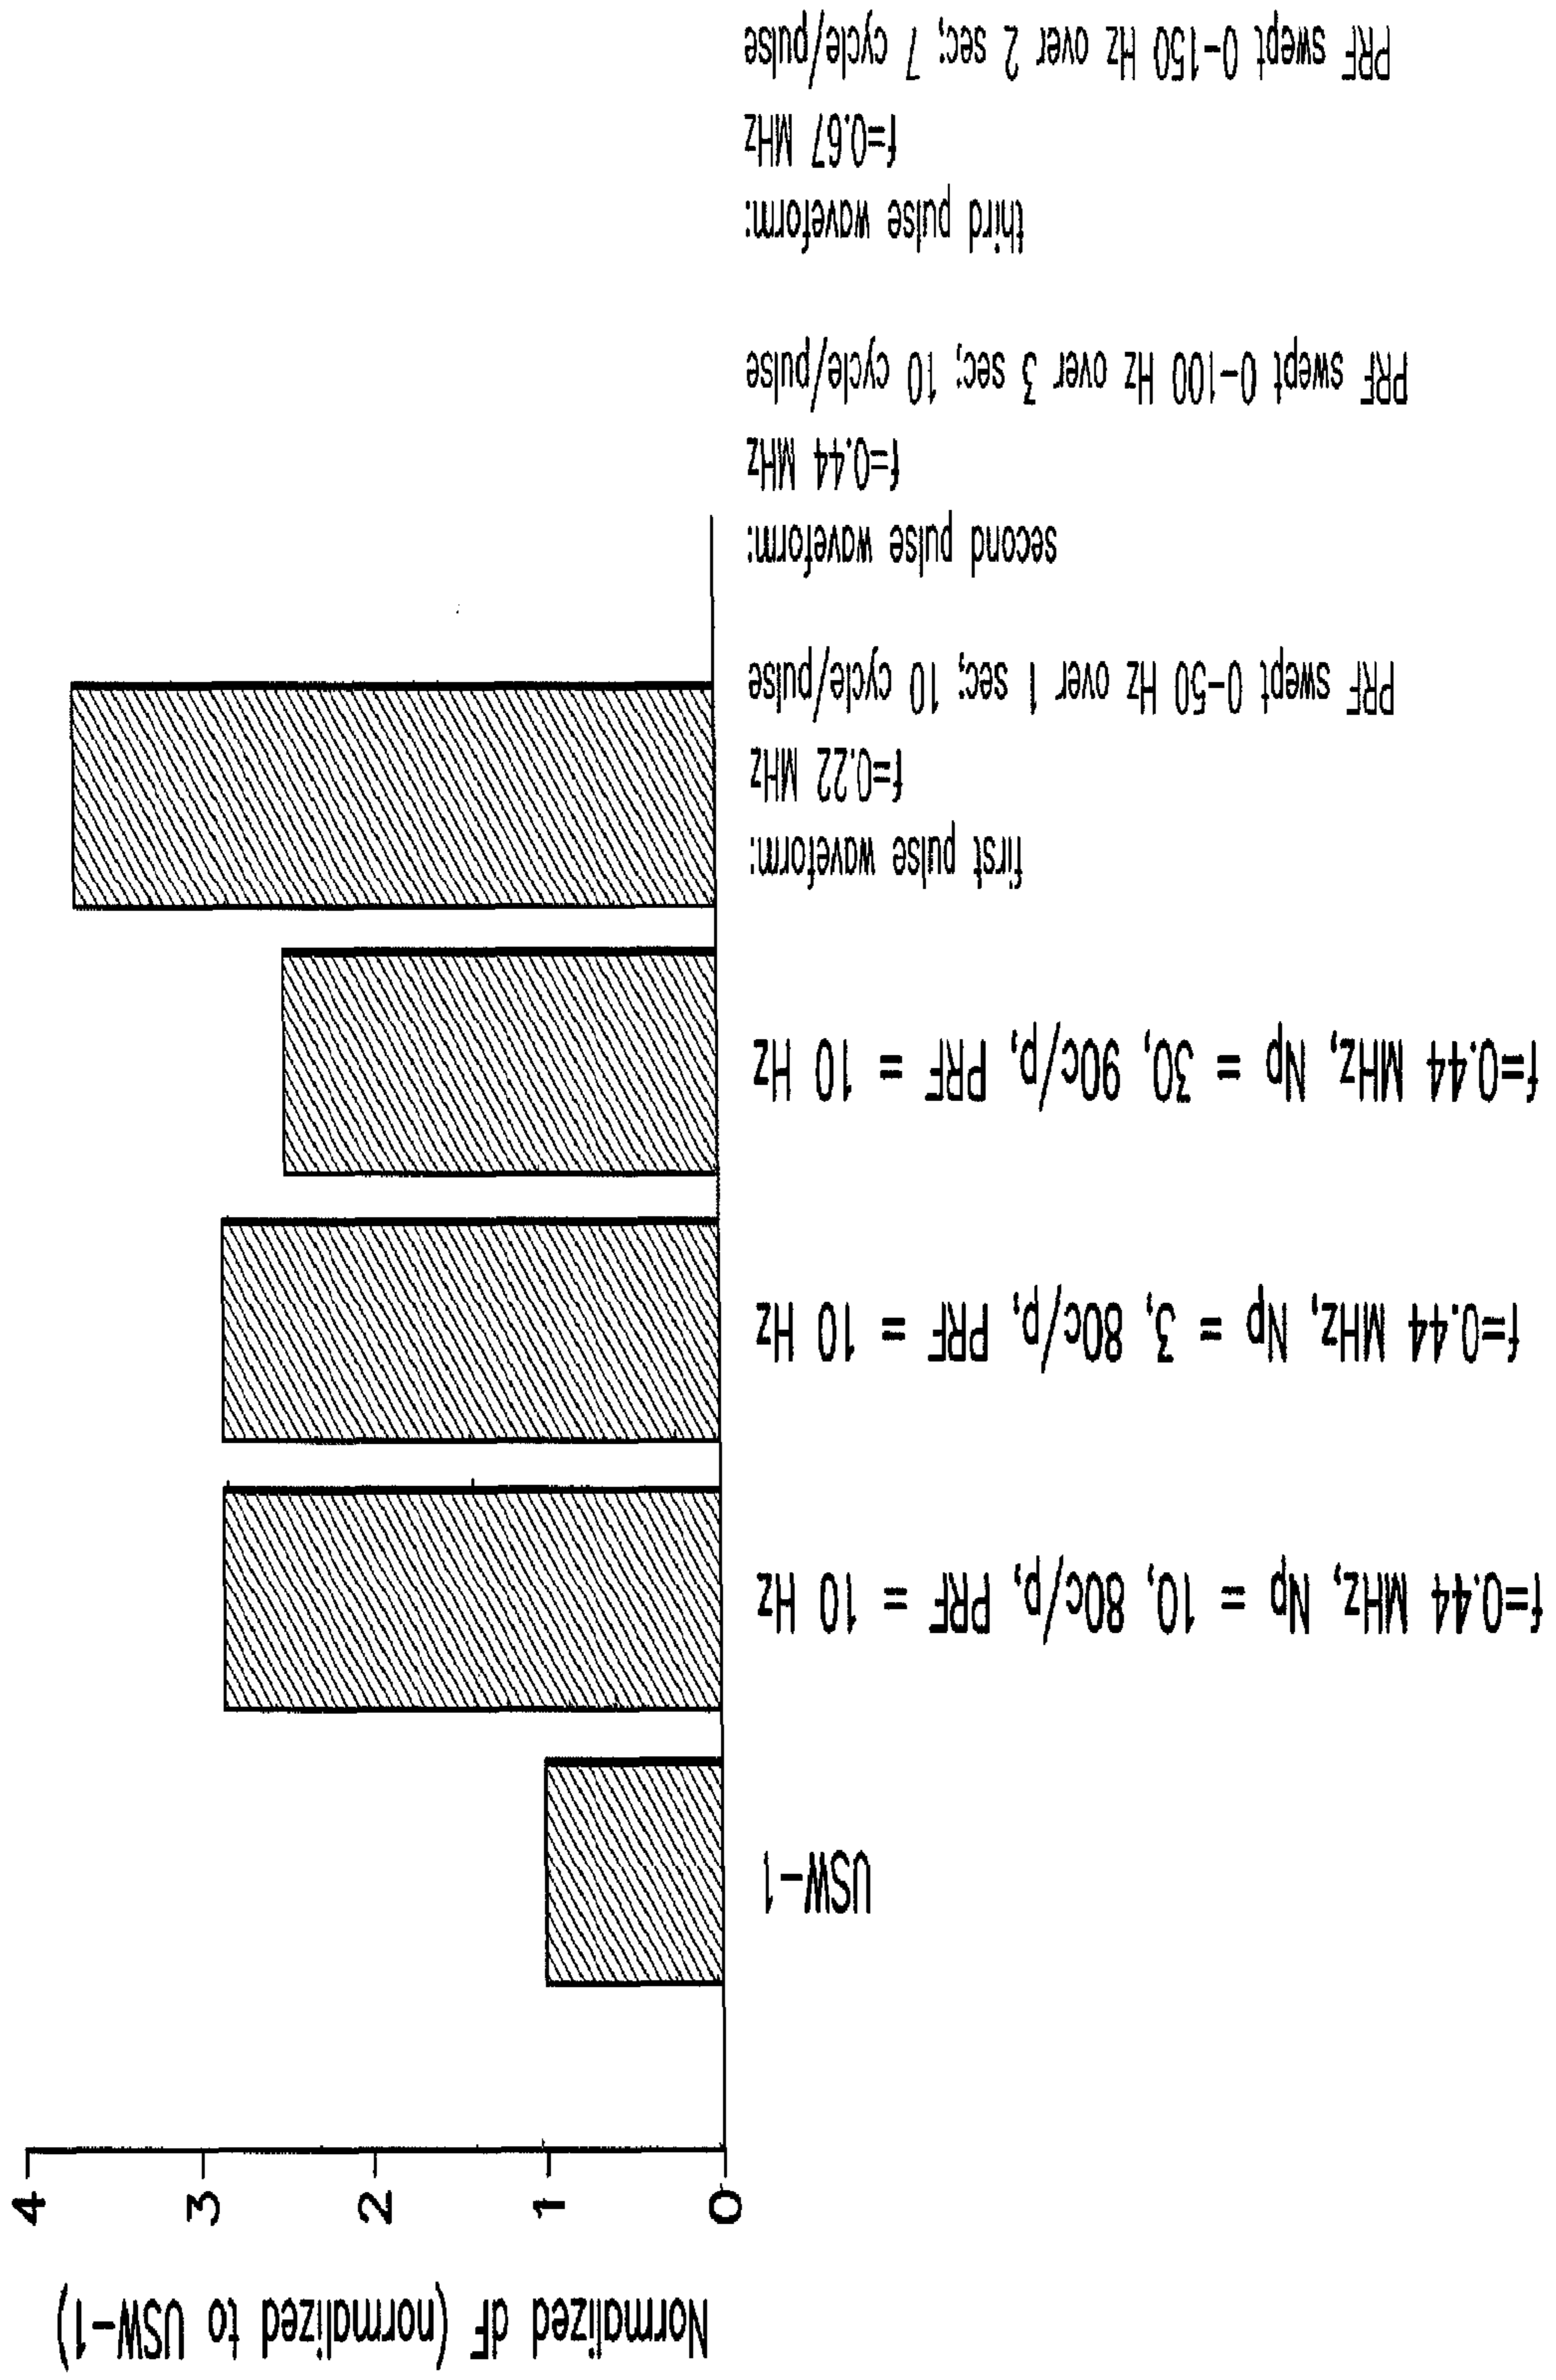 Normalized dF (normalized to USW-1)
4
3
2
1
0
USW-1
f=0.44 MHz, Np = 10, 80c/p, PRF = 10 Hz
f=0.44 MHz, Np = 3, 80c/p, PRF = 10 Hz
f=0.44 MHz, Np = 30, 90c/p, PRF = 10 Hz
first pulse waveform:
f=0.22 MHz
PRF swept 0-50 Hz over 1 sec; 10 cycle/pulse
second pulse waveform:
f=0.44 MHz
PRF swept 0-100 Hz over 3 sec; 10 cycle/pulse
third pulse waveform:
f=0.67 MHz
PRF swept 0-150 Hz over 2 sec; 7 cycle/pulse